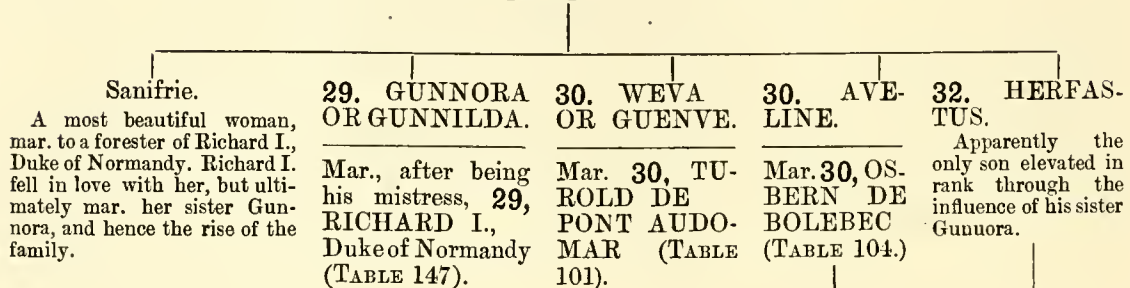 Sanifrie.
A most beautiful woman,
mar. to a forester of Richard I.,
Duke of Normandy. Richard I.
fell in love with her, but ulti-
mately mar. her sister Gun-
nora, and hence the rise of the
family.
29. GUNNORA
OR GUNNILDA.
Mar., after being
his mistress, 29,
RICHARD I.,
Duke of Normandy
(TABLE 147).
30. WEVA
OR GUENVE.
Mar. 30, TU-
ROLD DE
PONT AUDO-
MAR (TABLE
101).
30. AVE-
LINE.
Mar. 30, OS-
BERN DE
BOLEBEC
(TABLE 104.)
32. HERFAS-
TUS.
Apparently the
only son elevated in
rank through the
influence of his sister
Gunuora.